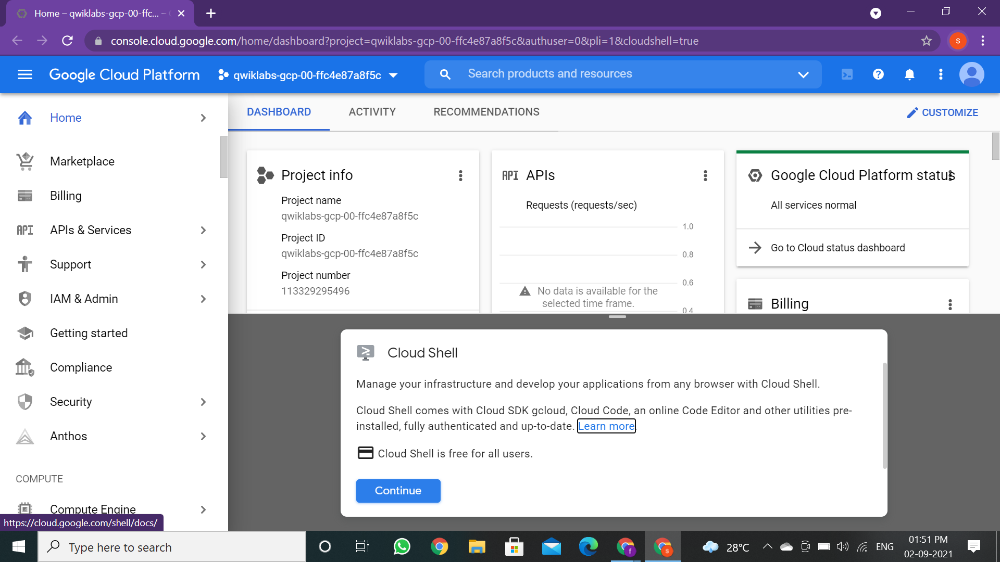 Home – qwiklabs-gcp-00-ffc... –
console.cloud.google.com/home/dashboard?project=qwiklabs-gcp-00-ffc4e87a8f5c&authuser=0&pli=1&cloudshell=true
s
Google Cloud Platform
qwiklabs-gcp-00-ffc4e87a8f5c
Search products and resources
Home
Marketplace
Billing
API
APIs & Services
Support
IAM & Admin
Getting started
Compliance
Security
Anthos
COMPUTE
Compute Engine
https://cloud.google.com/shell/docs/
DASHBOARD
ACTIVITY
RECOMMENDATIONS
CUSTOMIZE
Project info
Project name
qwiklabs-gcp-00-ffc4e87a8f5c
Project ID
qwiklabs-gcp-00-ffc4e87a8f5c
Project number
113329295496
API APIs
Requests (requests/sec)
1.0
0.8
0.6
No data is available for the
selected time frame.
0.4
Google Cloud Platform status
All services normal
Go to Cloud status dashboard
Billing
Cloud Shell
Manage your infrastructure and develop your applications from any browser with Cloud Shell.
Cloud Shell comes with Cloud SDK gcloud, Cloud Code, an online Code Editor and other utilities pre-
installed, fully authenticated and up-to-date. Learn more.
Cloud Shell is free for all users.
Continue
Type here to search
f
s
28°C
ENG
01:51 PM
02-09-2021